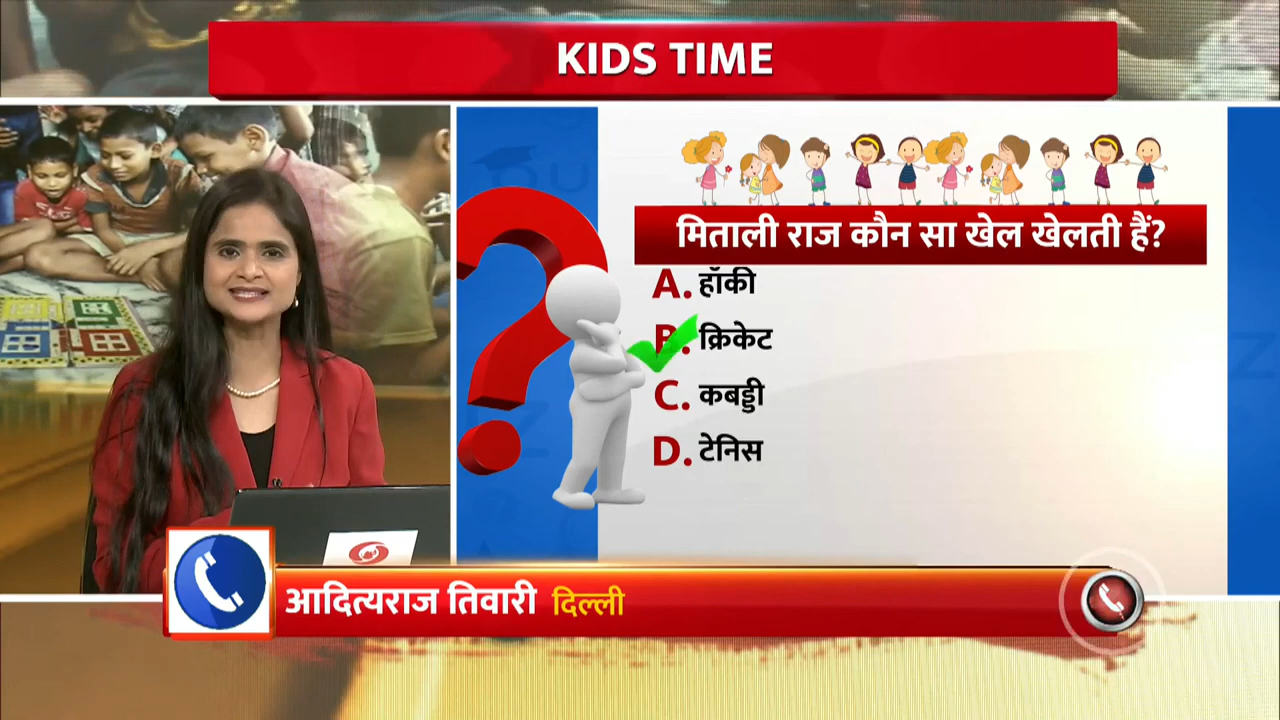 KIDS TIME
मिताली राज कौन सा खेल खेलती हैं?
A. हॉकी
B. क्रिकेट
C. कबड्डी
D. टेनिस
आदित्यराज तिवारी दिल्ली